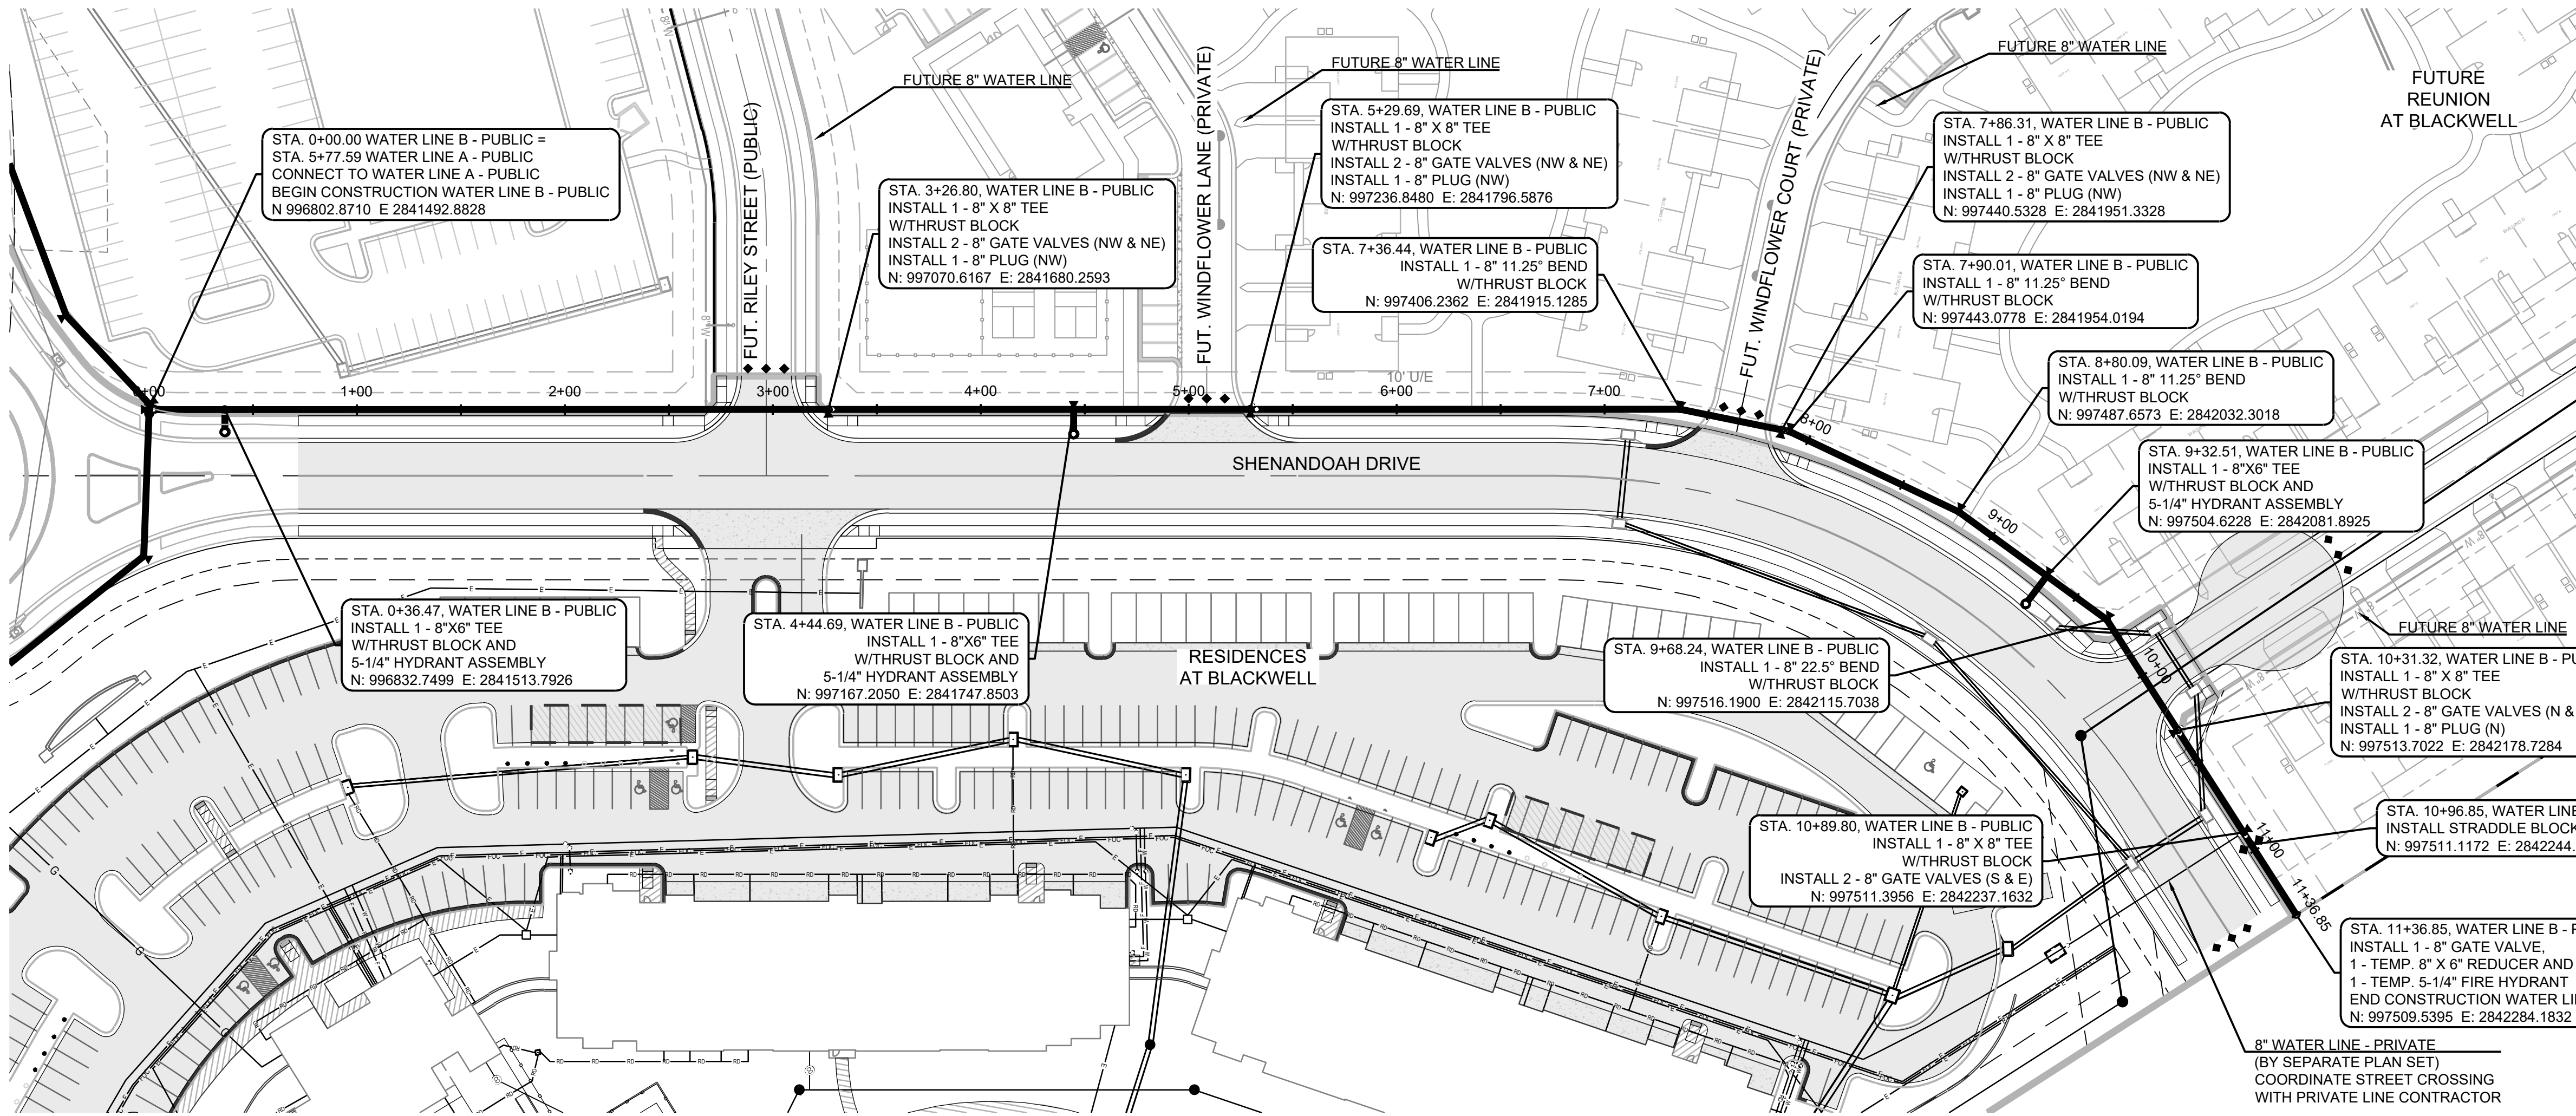 FUTURE 8" WATER LINE
FUTURE 8" WATER LINE
FUTURE 8" WATER LINE
FUTURE
REUNION
AT BLACKWELL
STA. 0+00.00 WATER LINE B - PUBLIC =
STA. 5+77.59 WATER LINE A - PUBLIC
CONNECT TO WATER LINE A - PUBLIC
BEGIN CONSTRUCTION WATER LINE B - PUBLIC
N 996802.8710 E 2841492.8828
FUT. RILEY STREET (PUBLIC)
8"W
8"W
STA. 3+26.80, WATER LINE B - PUBLIC
INSTALL 1 - 8" X 8" TEE
W/THRUST BLOCK
INSTALL 2 - 8" GATE VALVES (NW & NE)
INSTALL 1 - 8" PLUG (NW)
N: 997070.6167 E: 2841680.2593
FUT. WINDFLOWER LANE (PRIVATE)
STA. 5+29.69, WATER LINE B - PUBLIC
INSTALL 1 - 8" X 8" TEE
W/THRUST BLOCK
INSTALL 2 - 8" GATE VALVES (NW & NE)
INSTALL 1 - 8" PLUG (NW)
N: 997236.8480 E: 2841796.5876
STA. 7+36.44, WATER LINE B - PUBLIC
INSTALL 1 - 8" 11.25° BEND
W/THRUST BLOCK
N: 997406.2362 E: 2841915.1285
FUT. WINDFLOWER COURT (PRIVATE)
STA. 7+86.31, WATER LINE B - PUBLIC
INSTALL 1 - 8" X 8" TEE
W/THRUST BLOCK
INSTALL 2 - 8" GATE VALVES (NW & NE)
INSTALL 1 - 8" PLUG (NW)
N: 997440.5328 E: 2841951.3328
STA. 7+90.01, WATER LINE B - PUBLIC
INSTALL 1 - 8" 11.25° BEND
W/THRUST BLOCK
N: 997443.0778 E: 2841954.0194
STA. 8+80.09, WATER LINE B - PUBLIC
INSTALL 1 - 8" 11.25° BEND
W/THRUST BLOCK
N: 997487.6573 E: 2842032.3018
STA. 9+32.51, WATER LINE B - PUBLIC
INSTALL 1 - 8"X6" TEE
W/THRUST BLOCK AND
5-1/4" HYDRANT ASSEMBLY
N: 997504.6228 E: 2842081.8925
0+00
1+00
2+00
3+00
4+00
5+00
10' U/E
6+00
7+00
8+00
9+00
10+00
11+00
11+36.85
SHENANDOAH DRIVE
STA. 0+36.47, WATER LINE B - PUBLIC
INSTALL 1 - 8"X6" TEE
W/THRUST BLOCK AND
5-1/4" HYDRANT ASSEMBLY
N: 996832.7499 E: 2841513.7926
STA. 4+44.69, WATER LINE B - PUBLIC
INSTALL 1 - 8"X6" TEE
W/THRUST BLOCK AND
5-1/4" HYDRANT ASSEMBLY
N: 997167.2050 E: 2841747.8503
RESIDENCES
AT BLACKWELL
STA. 9+68.24, WATER LINE B - PUBLIC
INSTALL 1 - 8" 22.5° BEND
W/THRUST BLOCK
N: 997516.1900 E: 2842115.7038
FUTURE 8" WATER LINE
8"W
8"W
STA. 10+31.32, WATER LINE B - PU
INSTALL 1 - 8" X 8" TEE
W/THRUST BLOCK
INSTALL 2 - 8" GATE VALVES (N &
INSTALL 1 - 8" PLUG (N)
N: 997513.7022 E: 2842178.7284
STA. 10+89.80, WATER LINE B - PUBLIC
INSTALL 1 - 8" X 8" TEE
W/THRUST BLOCK
INSTALL 2 - 8" GATE VALVES (S & E)
N: 997511.3956 E: 2842237.1632
STA. 10+96.85, WATER LINE
INSTALL STRADDLE BLOCK
N: 997511.1172 E: 2842244.
STA. 11+36.85, WATER LINE B - P
INSTALL 1 - 8" GATE VALVE,
1 - TEMP. 8" X 6" REDUCER AND
1 - TEMP. 5-1/4" FIRE HYDRANT
END CONSTRUCTION WATER LI
N: 997509.5395 E: 2842284.1832
8" WATER LINE - PRIVATE
(BY SEPARATE PLAN SET)
COORDINATE STREET CROSSING
WITH PRIVATE LINE CONTRACTOR